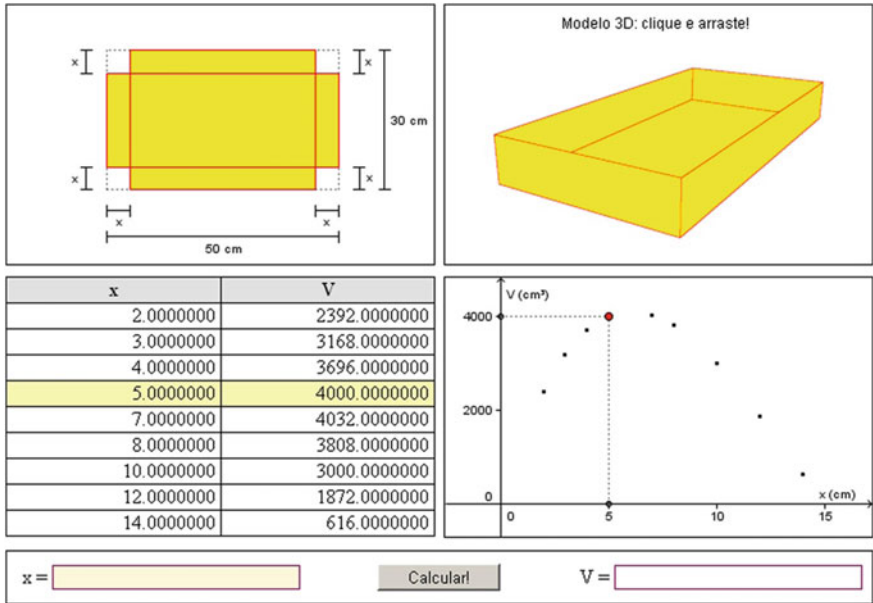 x x
30 cm
x x
x x
50 cm
Modelo 3D: clique e arraste!
x V
2.0000000 2392.0000000
3.0000000 3168.0000000
4.0000000 3696.0000000
5.0000000 4000.0000000
7.0000000 4032.0000000
8.0000000 3808.0000000
10.0000000 3000.0000000
12.0000000 1872.0000000
14.0000000 616.0000000
V (cm³)
4000
2000
0
x (cm)
0 5 10 15
x = Calcular! V =